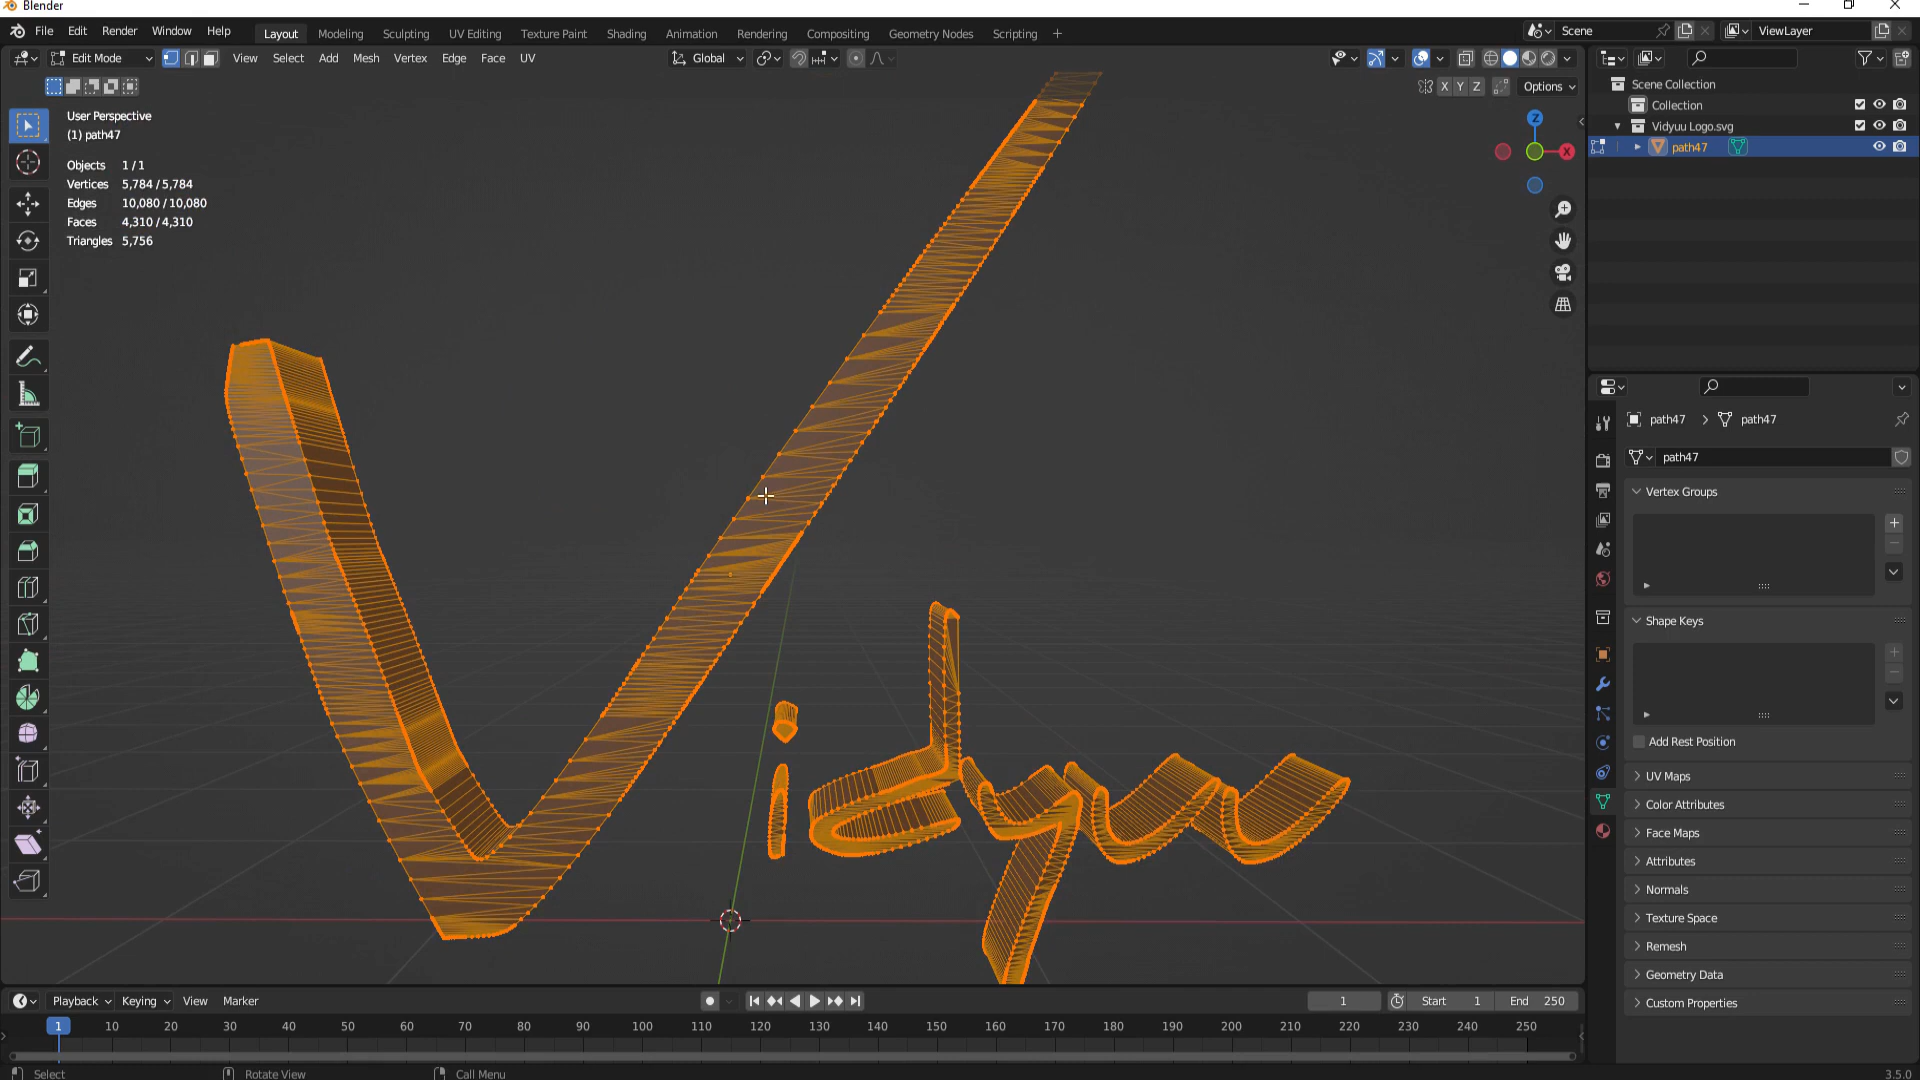 Blender
File Edit Render Window Help
Layout Modeling Sculpting UV Editing Texture Paint Shading Animation Rendering Compositing Geometry Nodes Scripting +
Scene
ViewLayer
Edit Mode View Select Add Mesh Vertex Edge Face UV
Global
X Y Z Options
User Perspective
(1) path47
Objects 1 / 1
Vertices 5,784 / 5,784
Edges 10,080 / 10,080
Faces 4,310 / 4,310
Triangles 5,756
Z
X
Vidyuu
Scene Collection
Collection
Vidyuu Logo.svg
path47
path47 > path47
path47
Vertex Groups
Shape Keys
Add Rest Position
UV Maps
Color Attributes
Face Maps
Attributes
Normals
Texture Space
Remesh
Geometry Data
Custom Properties
Playback Keying View Marker
1 Start 1 End 250
1 10 20 30 40 50 60 70 80 90 100 110 120 130 140 150 160 170 180 190 200 210 220 230 240 250
Select Rotate View Call Menu
3.5.0